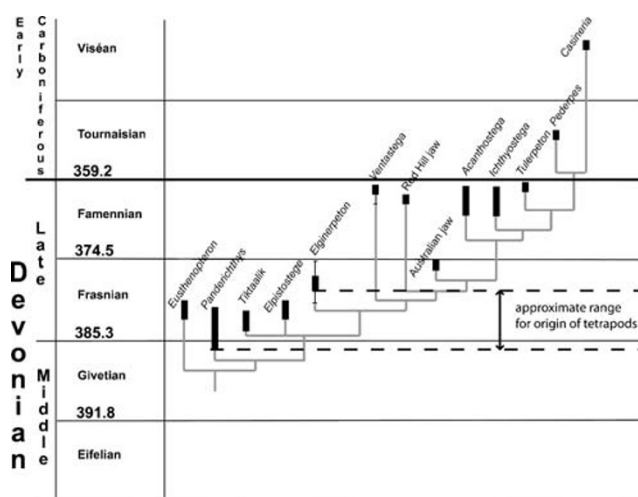 Early
Carboniferous
Viséan
Casineria
Tournaisian
Pederpes
359.2
Ventastega
Red Hill jaw
Acanthostega
Ichthyostega
Tulerpeton
Late
Famennian
Elginerpeton
Australian jaw
374.5
Devonian
Eusthenopteron
Panderichthys
Tiktaalik
Elpistostege
Frasnian
approximate range
for origin of tetrapods
385.3
Middle
Givetian
391.8
Eifelian